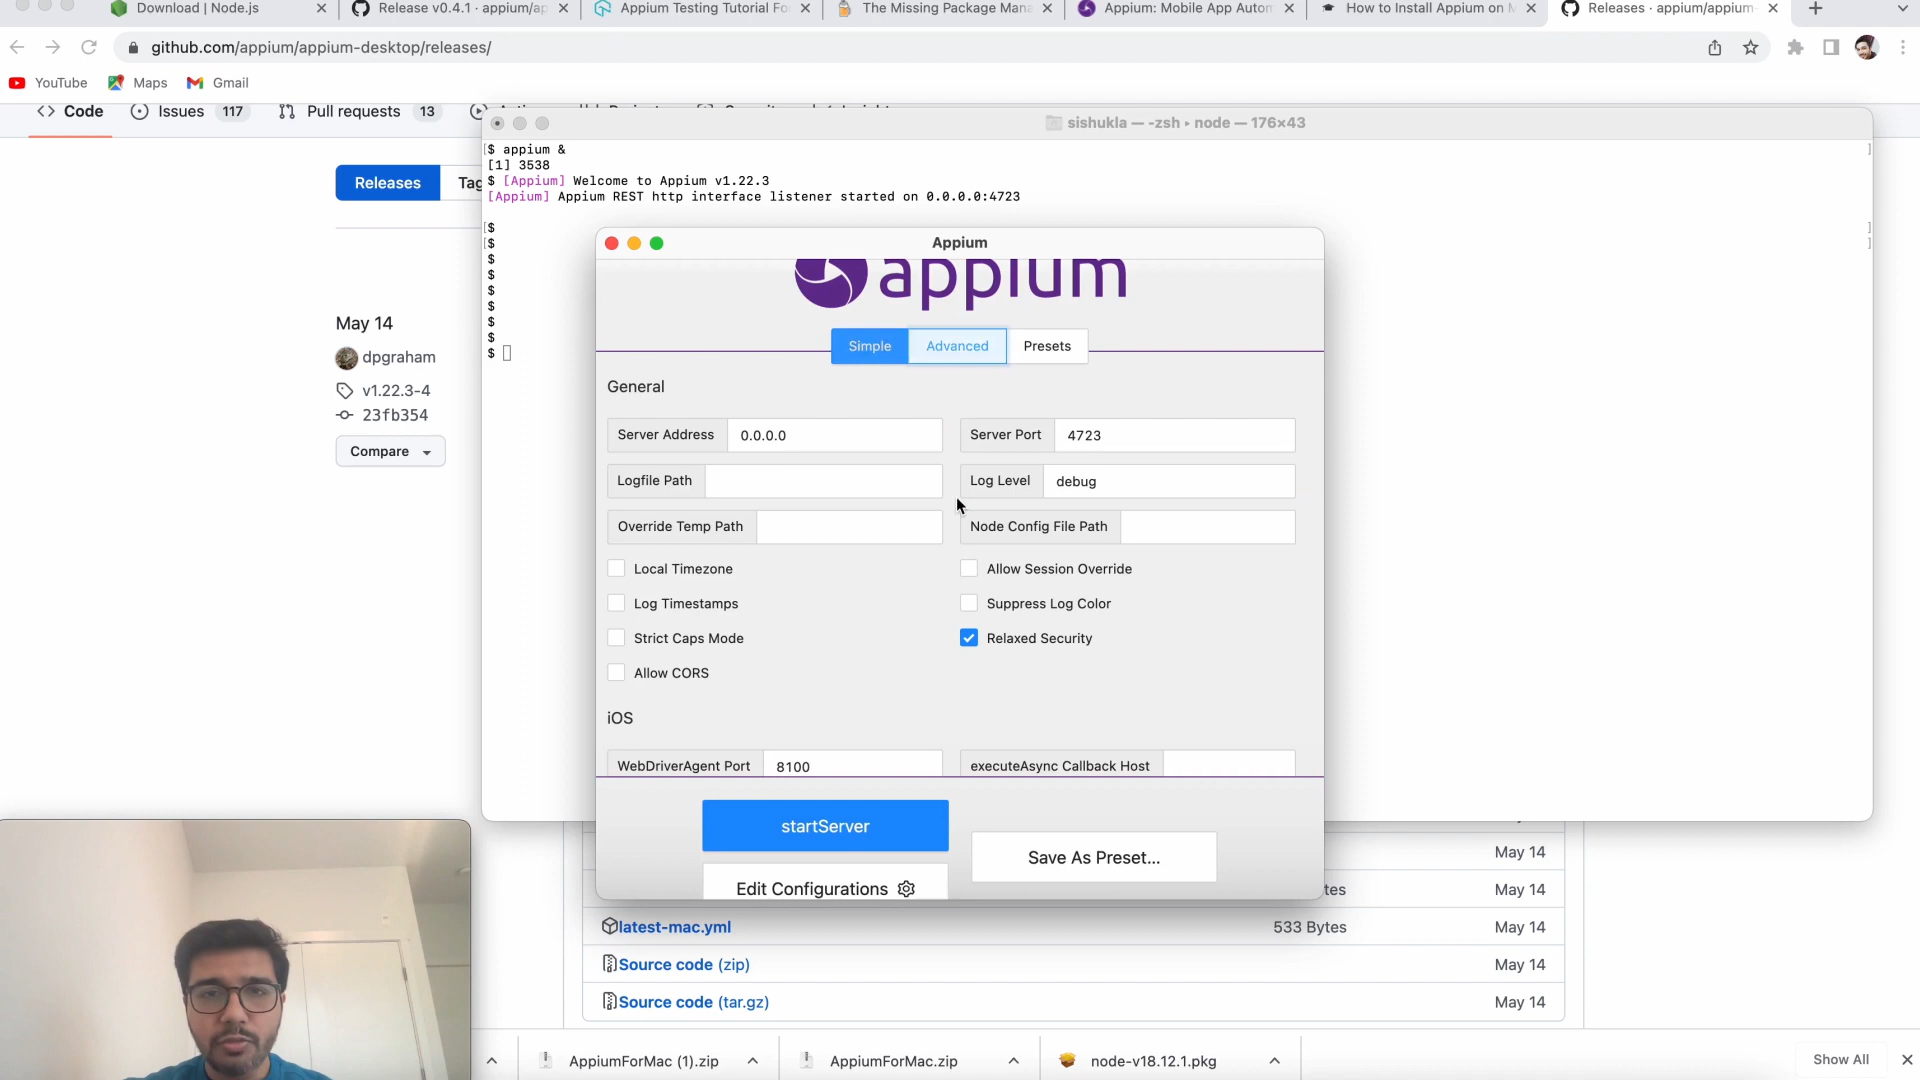 Download | Node.js
Release v0.4.1 · appium/ap
Appium Testing Tutorial Fo
The Missing Package Mana
Appium: Mobile App Autom
How to Install Appium on M
Releases · appium/appium-
github.com/appium/appium-desktop/releases/
YouTube
Maps
Gmail
Code
Issues 117
Pull requests 13
sishukla — -zsh ▸ node — 176×43
$ appium &
[1] 3538
$ [Appium] Welcome to Appium v1.22.3
[Appium] Appium REST http interface listener started on 0.0.0.0:4723
$
$
$
$
$
$
$
$
$
Releases
Tag
May 14
dpgraham
v1.22.3-4
23fb354
Compare
Appium
appium
Simple
Advanced
Presets
General
Server Address 0.0.0.0
Server Port 4723
Logfile Path
Log Level debug
Override Temp Path
Node Config File Path
Local Timezone
Allow Session Override
Log Timestamps
Suppress Log Color
Strict Caps Mode
Relaxed Security
Allow CORS
iOS
WebDriverAgent Port 8100
executeAsync Callback Host
startServer
Save As Preset...
Edit Configurations
May 14
tes
May 14
latest-mac.yml
533 Bytes
May 14
Source code (zip)
May 14
Source code (tar.gz)
May 14
AppiumForMac (1).zip
AppiumForMac.zip
node-v18.12.1.pkg
Show All